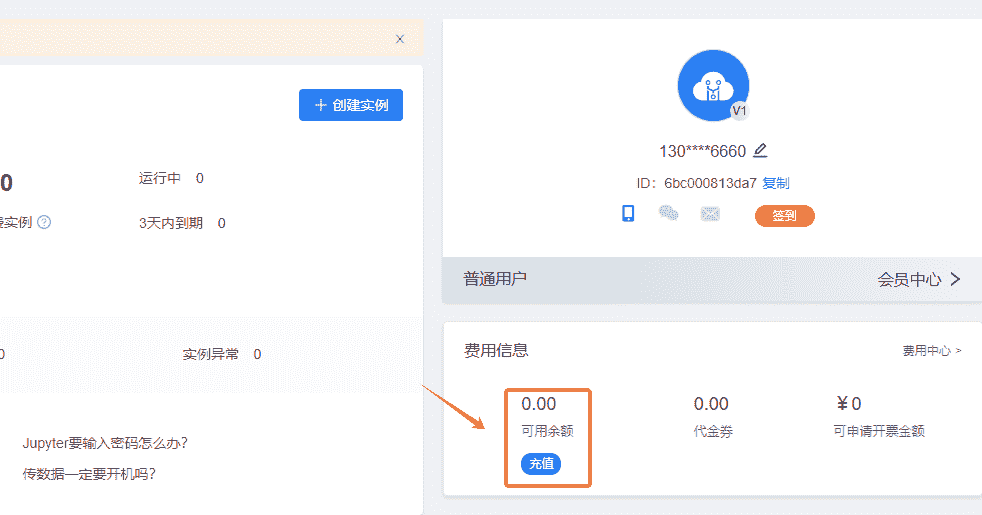 创建实例
0
运行中 0
实例
3天内到期 0
0
实例异常 0
Jupyter要输入密码怎么办?
传数据一定要开机吗?
V1
130****6660
ID: 6bc000813da7 复制
签到
普通用户
会员中心 >
费用信息
费用中心 >
0.00
可用余额
充值
0.00
代金券
¥ 0
可申请开票金额